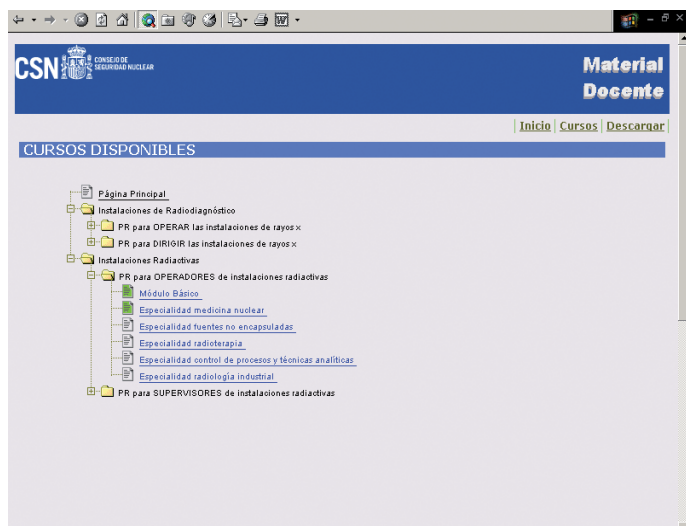 CSN
CONSEJO DE
SEGURIDAD NUCLEAR
Material
Docente
Inicio Cursos Descargar
CURSOS DISPONIBLES
Página Principal
Instalaciones de Radiodiagnóstico
PR para OPERAR las instalaciones de rayos x
PR para DIRIGIR las instalaciones de rayos x
Instalaciones Radiactivas
PR para OPERADORES de instalaciones radiactivas
Módulo Básico
Especialidad medicina nuclear
Especialidad fuentes no encapsuladas
Especialidad radioterapia
Especialidad control de procesos y técnicas analíticas
Especialidad radiología industrial
PR para SUPERVISORES de instalaciones radiactivas